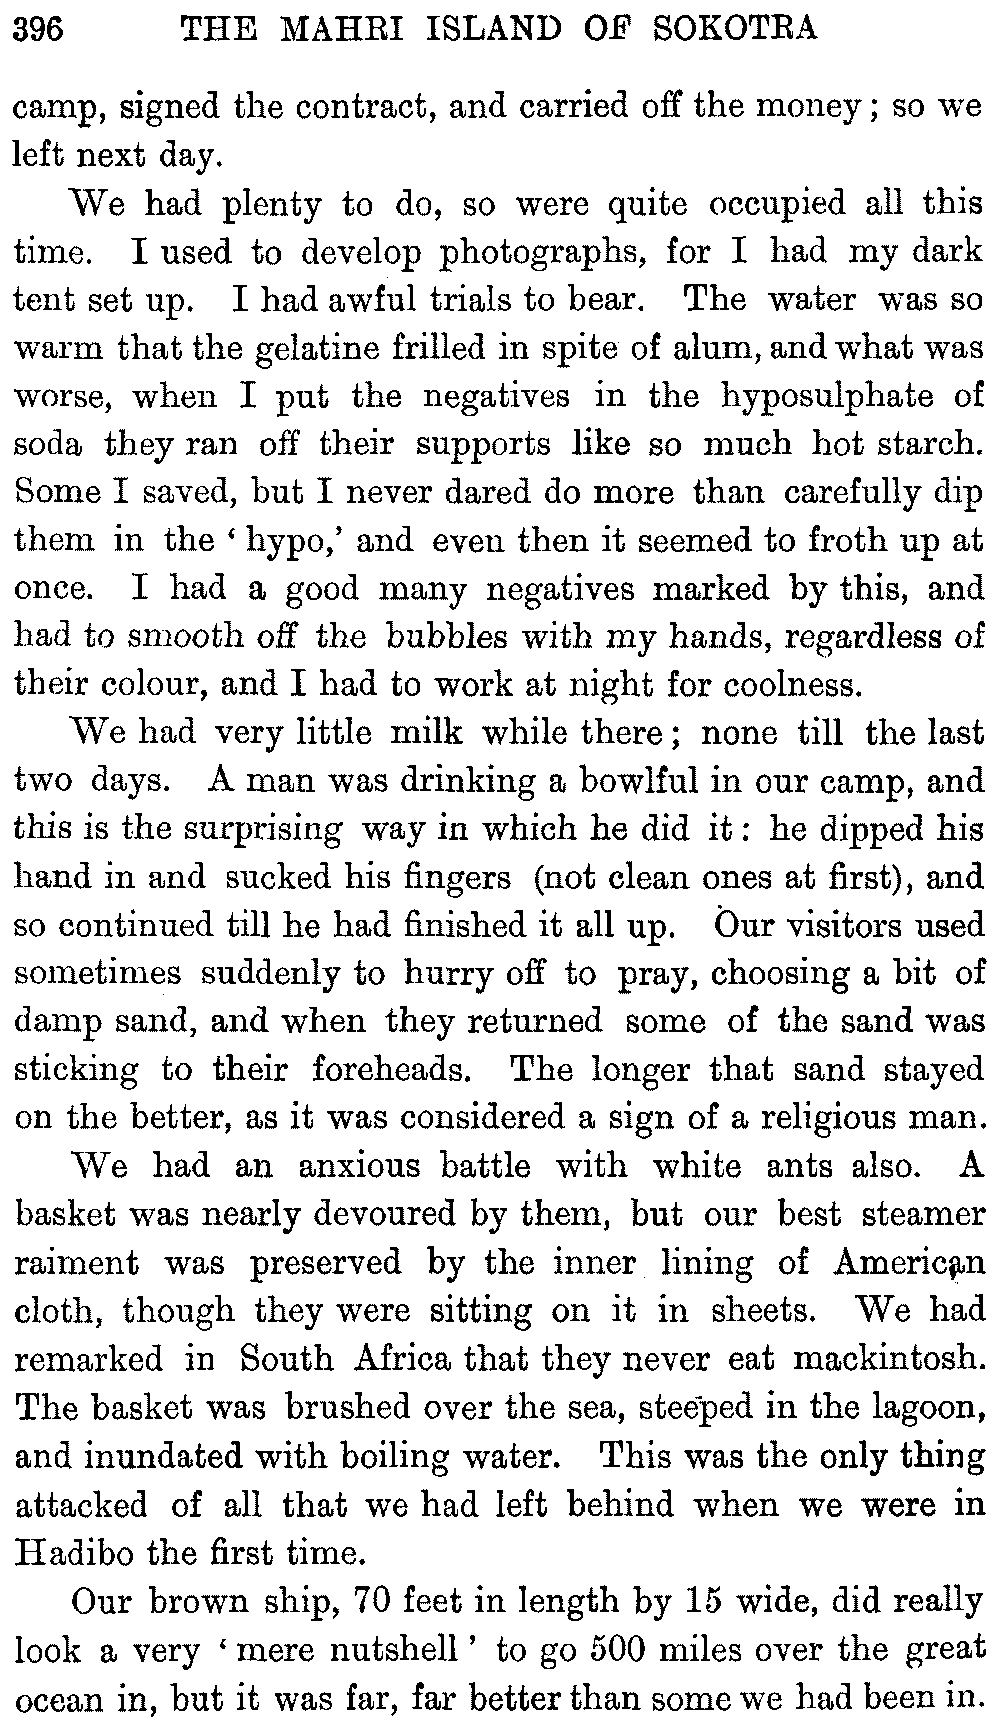 396 THE MAHRI ISLAND OF SOKOTRA
camp, signed the contract, and carried off the money; so we
left next day.
We had plenty to do, so were quite occupied all this
time. I used to develop photographs, for I had my dark
tent set up. I had awful trials to bear. The water was so
warm that the gelatine frilled in spite of alum, and what was
worse, when I put the negatives in the hyposulphate of
soda they ran off their supports like so much hot starch.
Some I saved, but I never dared do more than carefully dip
them in the ‘hypo,’ and even then it seemed to froth up at
once. I had a good many negatives marked by this, and
had to smooth off the bubbles with my hands, regardless of
their colour, and I had to work at night for coolness.
We had very little milk while there; none till the last
two days. A man was drinking a bowlful in our camp, and
this is the surprising way in which he did it: he dipped his
hand in and sucked his fingers (not clean ones at first), and
so continued till he had finished it all up. Our visitors used
sometimes suddenly to hurry off to pray, choosing a bit of
damp sand, and when they returned some of the sand was
sticking to their foreheads. The longer that sand stayed
on the better, as it was considered a sign of a religious man.
We had an anxious battle with white ants also. A
basket was nearly devoured by them, but our best steamer
raiment was preserved by the inner lining of American
cloth, though they were sitting on it in sheets. We had
remarked in South Africa that they never eat mackintosh.
The basket was brushed over the sea, steeped in the lagoon,
and inundated with boiling water. This was the only thing
attacked of all that we had left behind when we were in
Hadibo the first time.
Our brown ship, 70 feet in length by 15 wide, did really
look a very ‘mere nutshell’ to go 500 miles over the great
ocean in, but it was far, far better than some we had been in.